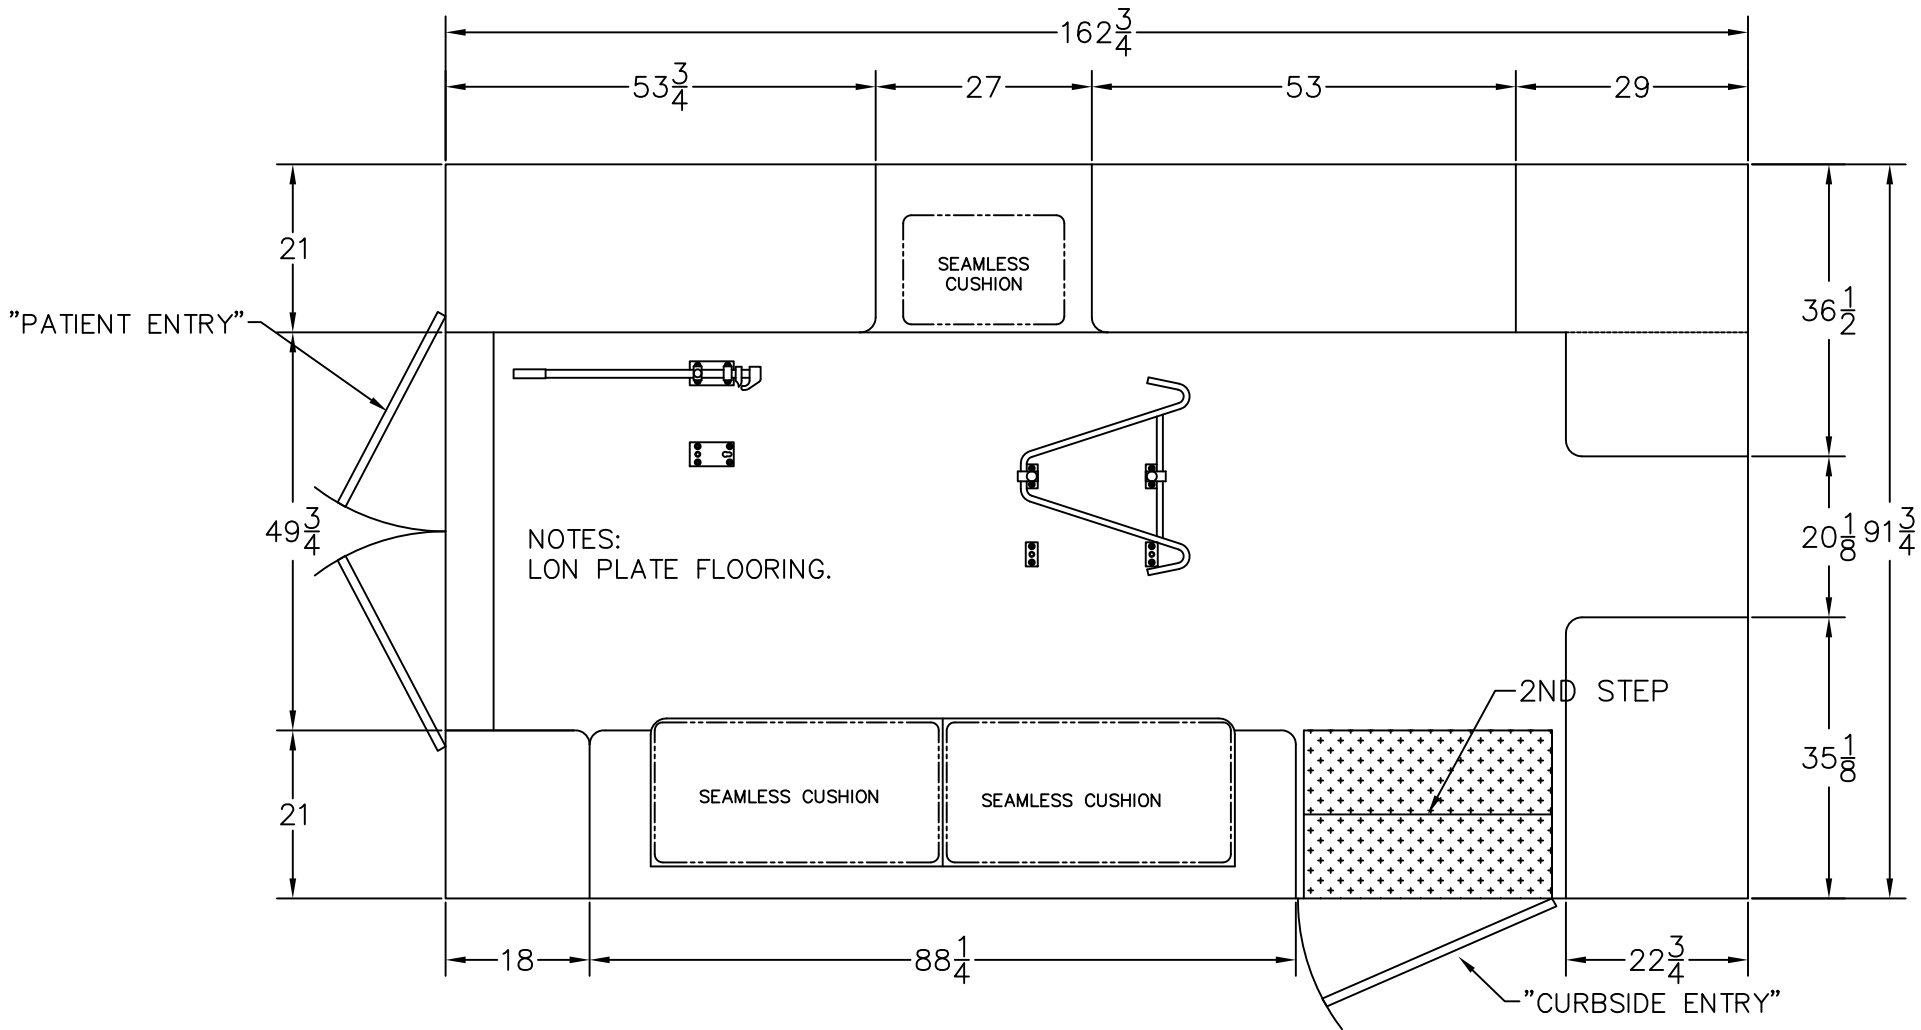 162 3/4
53 3/4
27
53
29
21
SEAMLESS
CUSHION
"PATIENT ENTRY"
36 1/2
49 3/4
NOTES:
LON PLATE FLOORING.
20 1/8
91 3/4
2ND STEP
35 1/8
21
SEAMLESS CUSHION
SEAMLESS CUSHION
18
88 1/4
22 3/4
"CURBSIDE ENTRY"